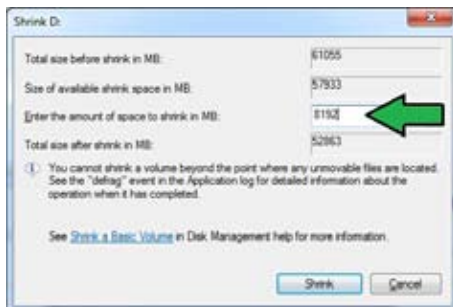 Shrink D:
Total size before shrink in MB: 61055
Size of available shrink space in MB: 57933
Enter the amount of space to shrink in MB: 8192
Total size after shrink in MB: 52863
You cannot shrink a volume beyond the point where any unmovable files are located.
See the "defrag" event in the Application log for detailed information about the
operation when it has completed.
See Shrink a Basic Volume in Disk Management help for more information.
Shrink Cancel